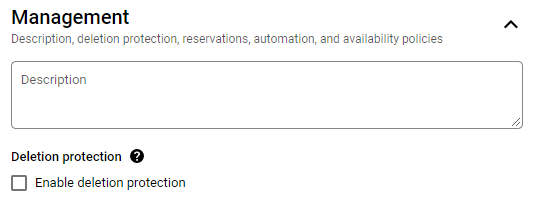 Management
Description, deletion protection, reservations, automation, and availability policies
Description
Deletion protection ?
Enable deletion protection